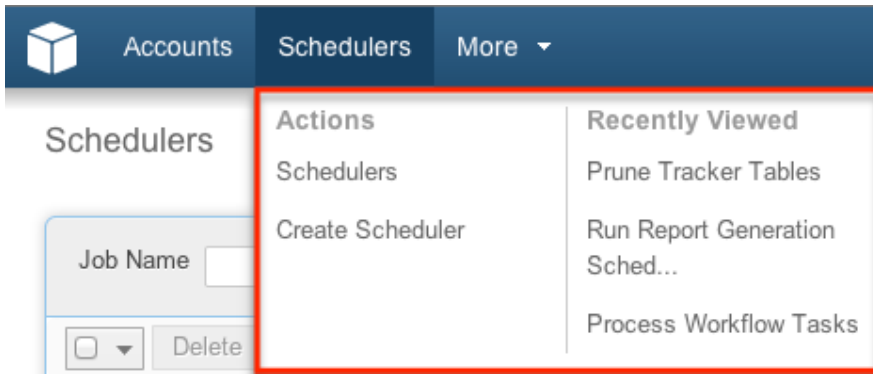 Accounts
Schedulers
More
Schedulers
Actions
Schedulers
Create Scheduler
Recently Viewed
Prune Tracker Tables
Run Report Generation
Sched...
Process Workflow Tasks
Job Name
Delete